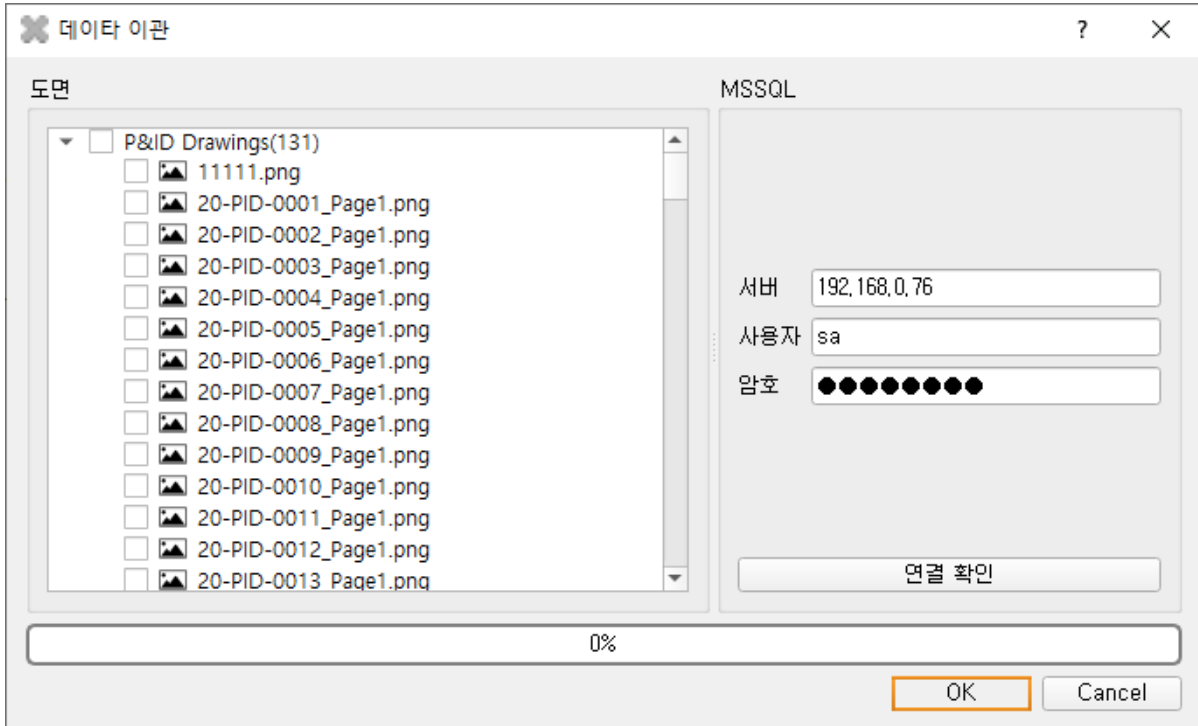 데이타 이관
?
도면
P&ID Drawings(131)
11111.png
20-PID-0001_Page1.png
20-PID-0002_Page1.png
20-PID-0003_Page1.png
20-PID-0004_Page1.png
20-PID-0005_Page1.png
20-PID-0006_Page1.png
20-PID-0007_Page1.png
20-PID-0008_Page1.png
20-PID-0009_Page1.png
20-PID-0010_Page1.png
20-PID-0011_Page1.png
20-PID-0012_Page1.png
20-PID-0013_Page1.png
MSSQL
서버 192,168,0,76
사용자 sa
암호 ●●●●●●●●
연결 확인
0%
OK Cancel